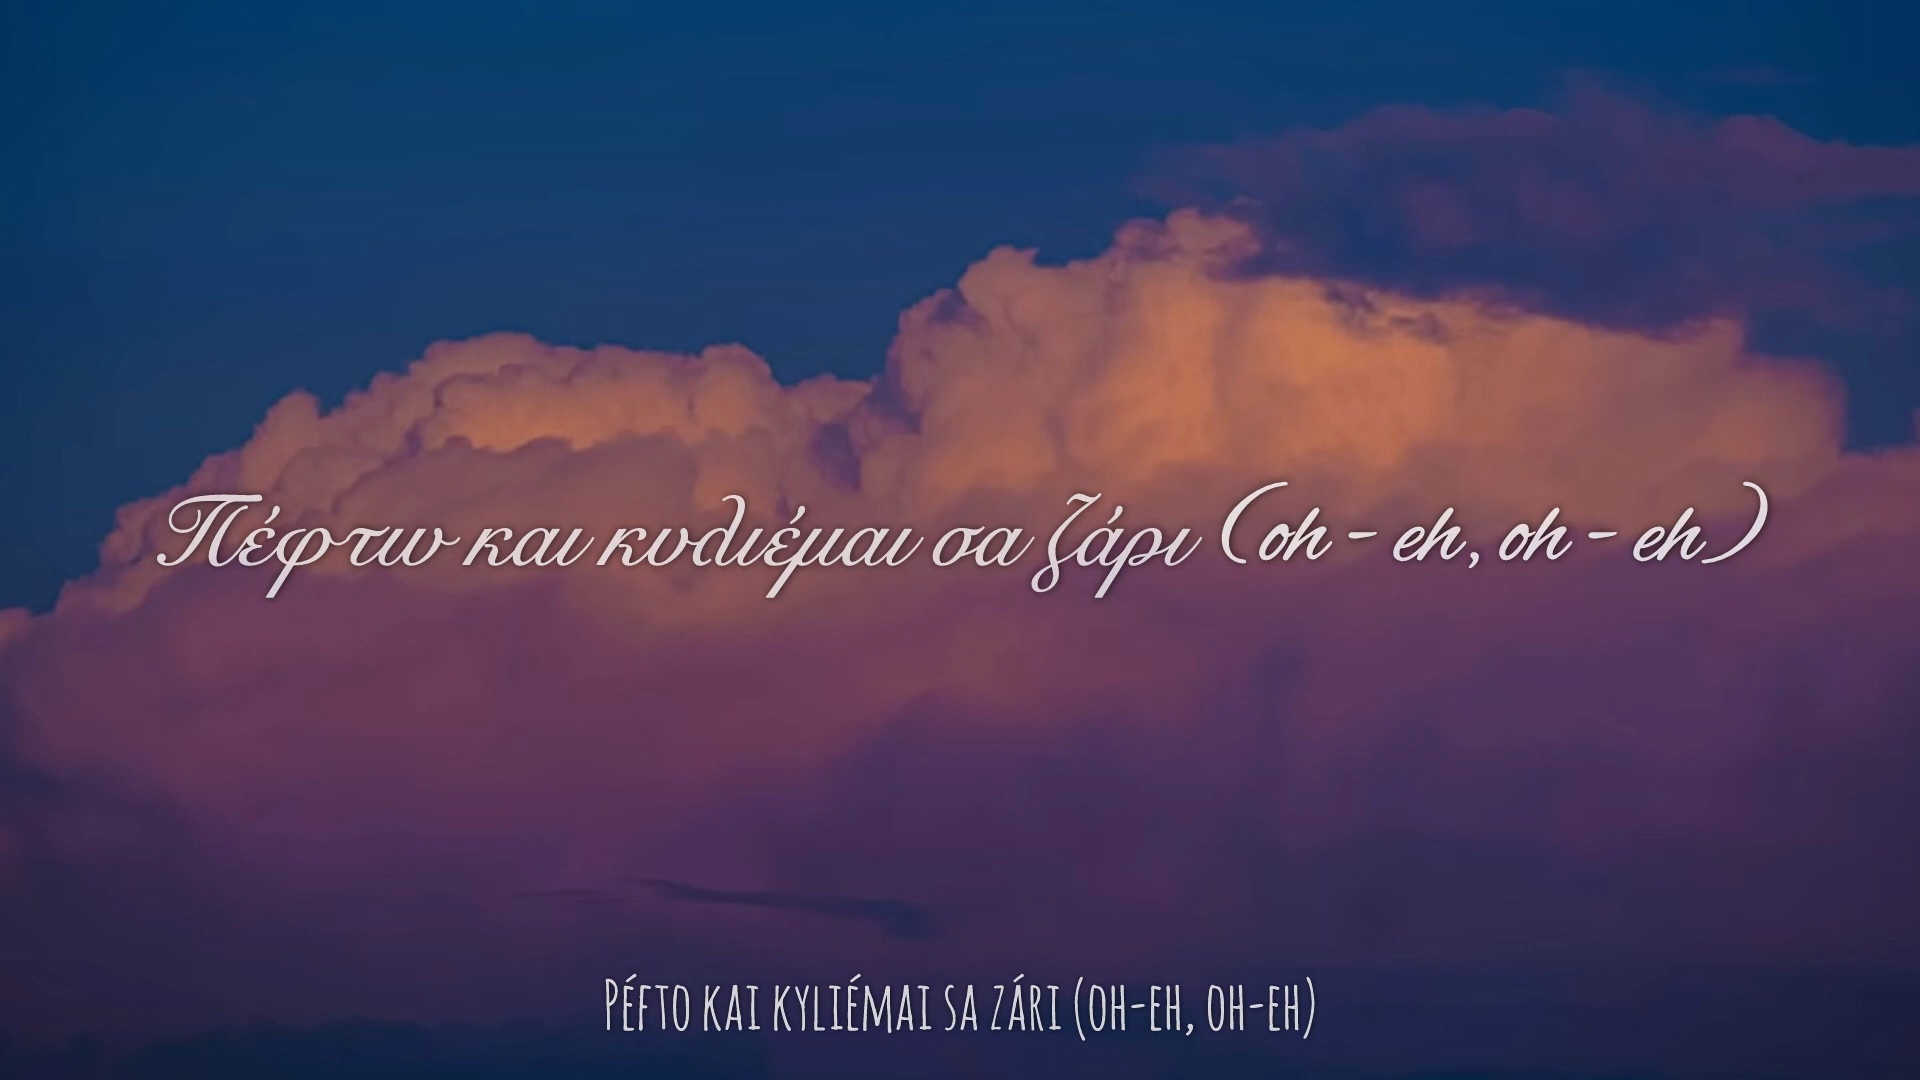 Πέφτω και κυλιέμαι σα ζάρι (oh - eh, oh - eh)
Péfto kai kyliémai sa zári (oh-eh, oh-eh)